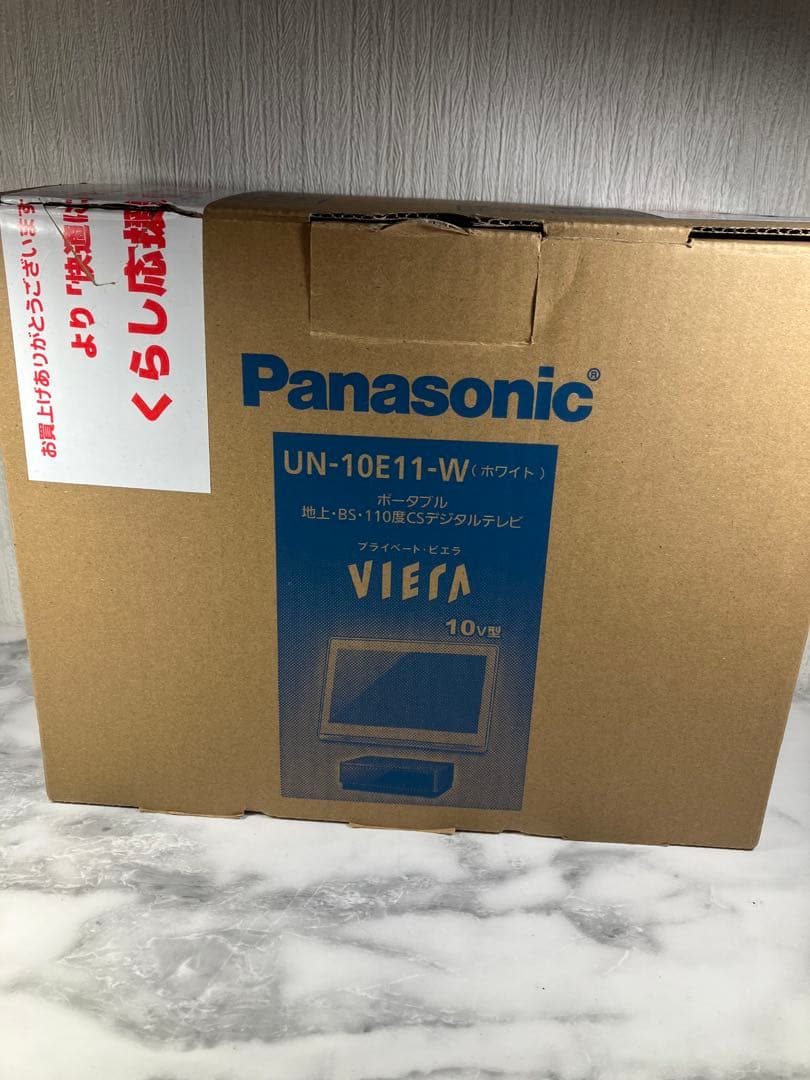 お買上げありがとうございます
より「快適に
くらし応援
Panasonic®
UN-10E11-W（ホワイト）
ポータブル
地上・BS・110度CSデジタルテレビ
プライベート・ビエラ
VIERA
10V型